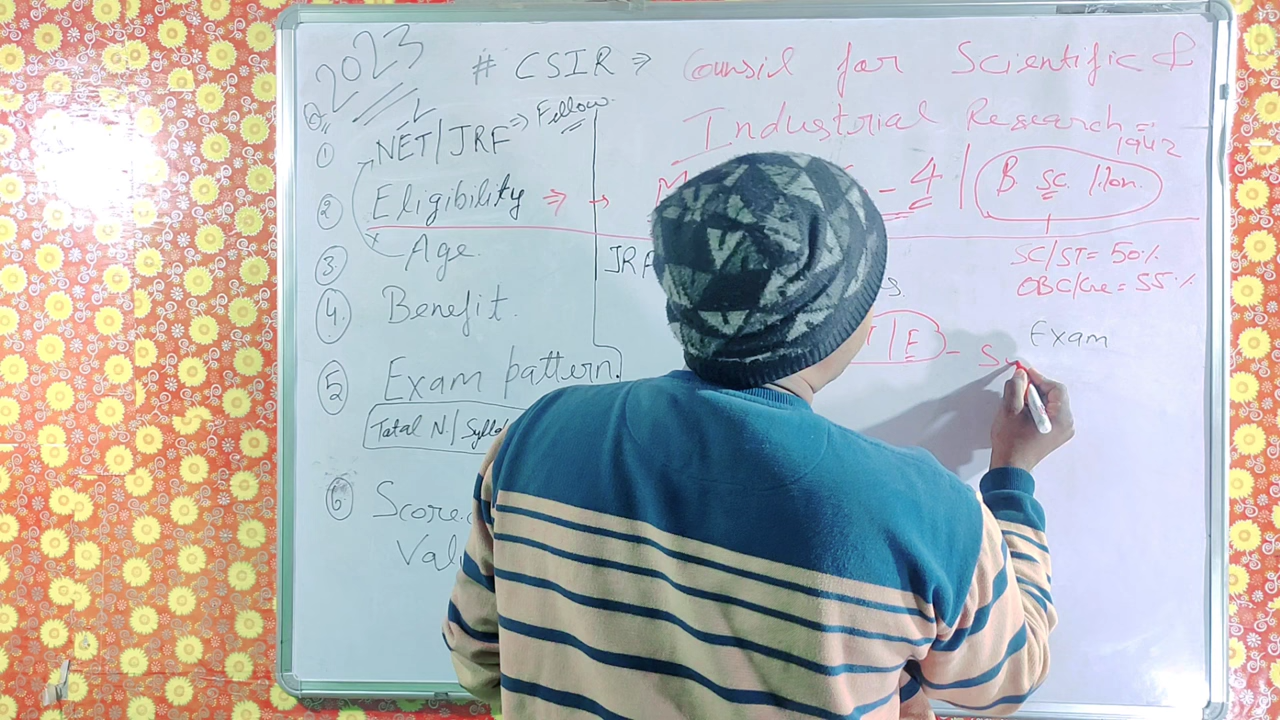 2023
# CSIR ⇒ Counsil for Scientific &
Industrial Research
1942
① NET/JRF ⇒ Fellow
② Eligibility ⇒ → M - 4 | B. Sc. / Hon.
SC/ST = 50%
OBC/Cre = 55%
③ Age JRF
④ Benefit
Exam
/ E -
⑤ Exam pattern.
Total N. / Sylla
⑥ Score
Val